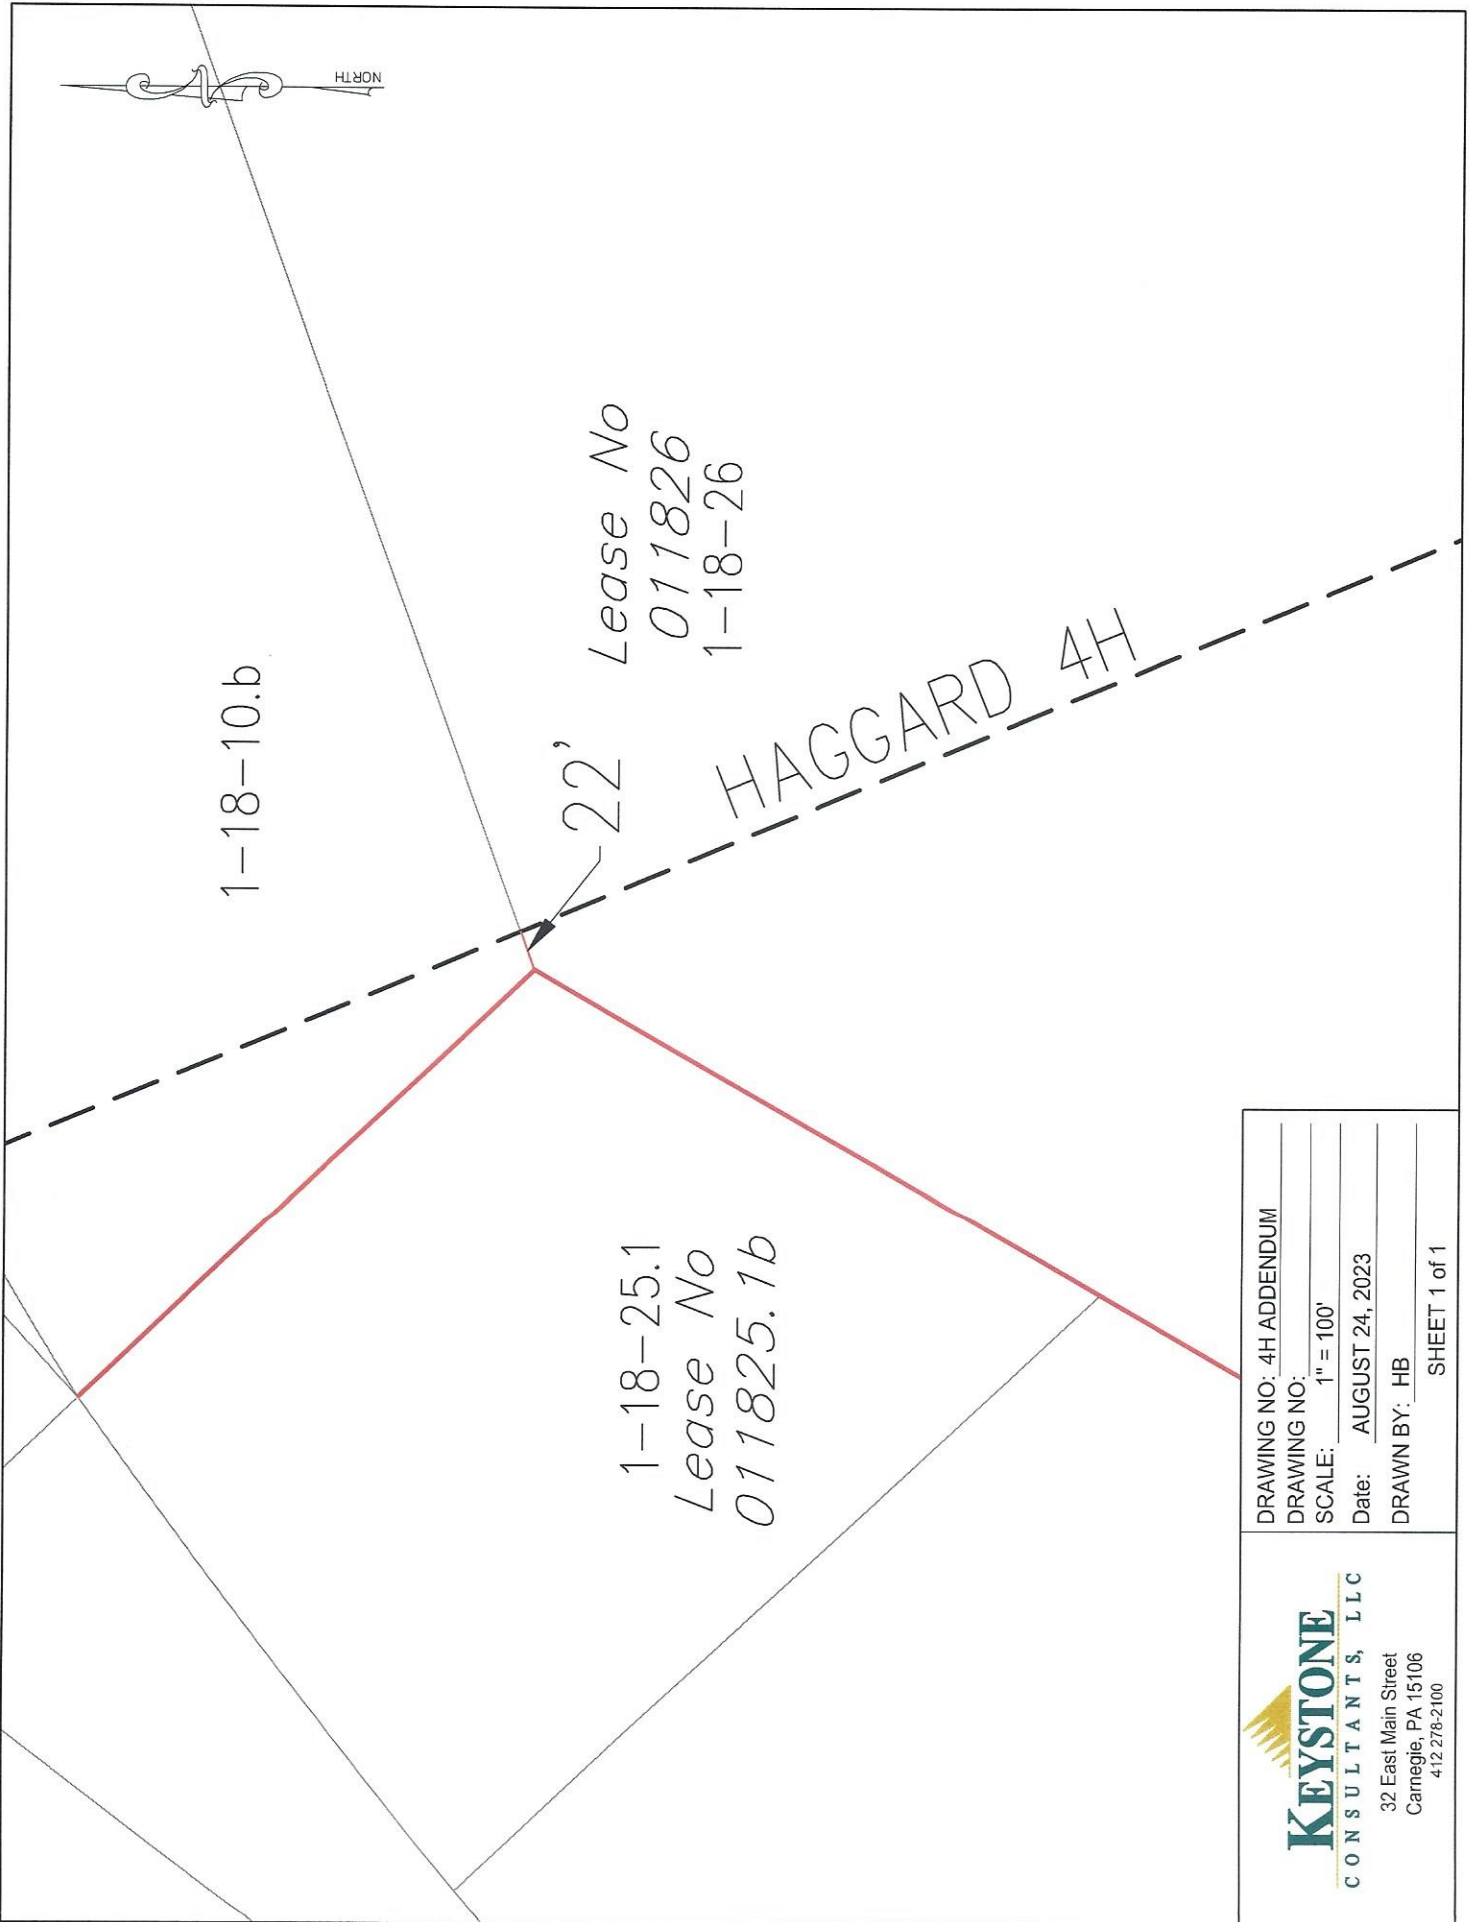 NORTH
1-18-10.b
Lease No
011826
1-18-26
22'
HAGGARD 4H
1-18-25.1
Lease No
011825.1b
KEYSTONE
CONSULTANTS, LLC
32 East Main Street
Carnegie, PA 15106
412 278-2100
DRAWING NO: 4H ADDENDUM
DRAWING NO:
SCALE: 1" = 100'
Date: AUGUST 24, 2023
DRAWN BY: HB
SHEET 1 of 1